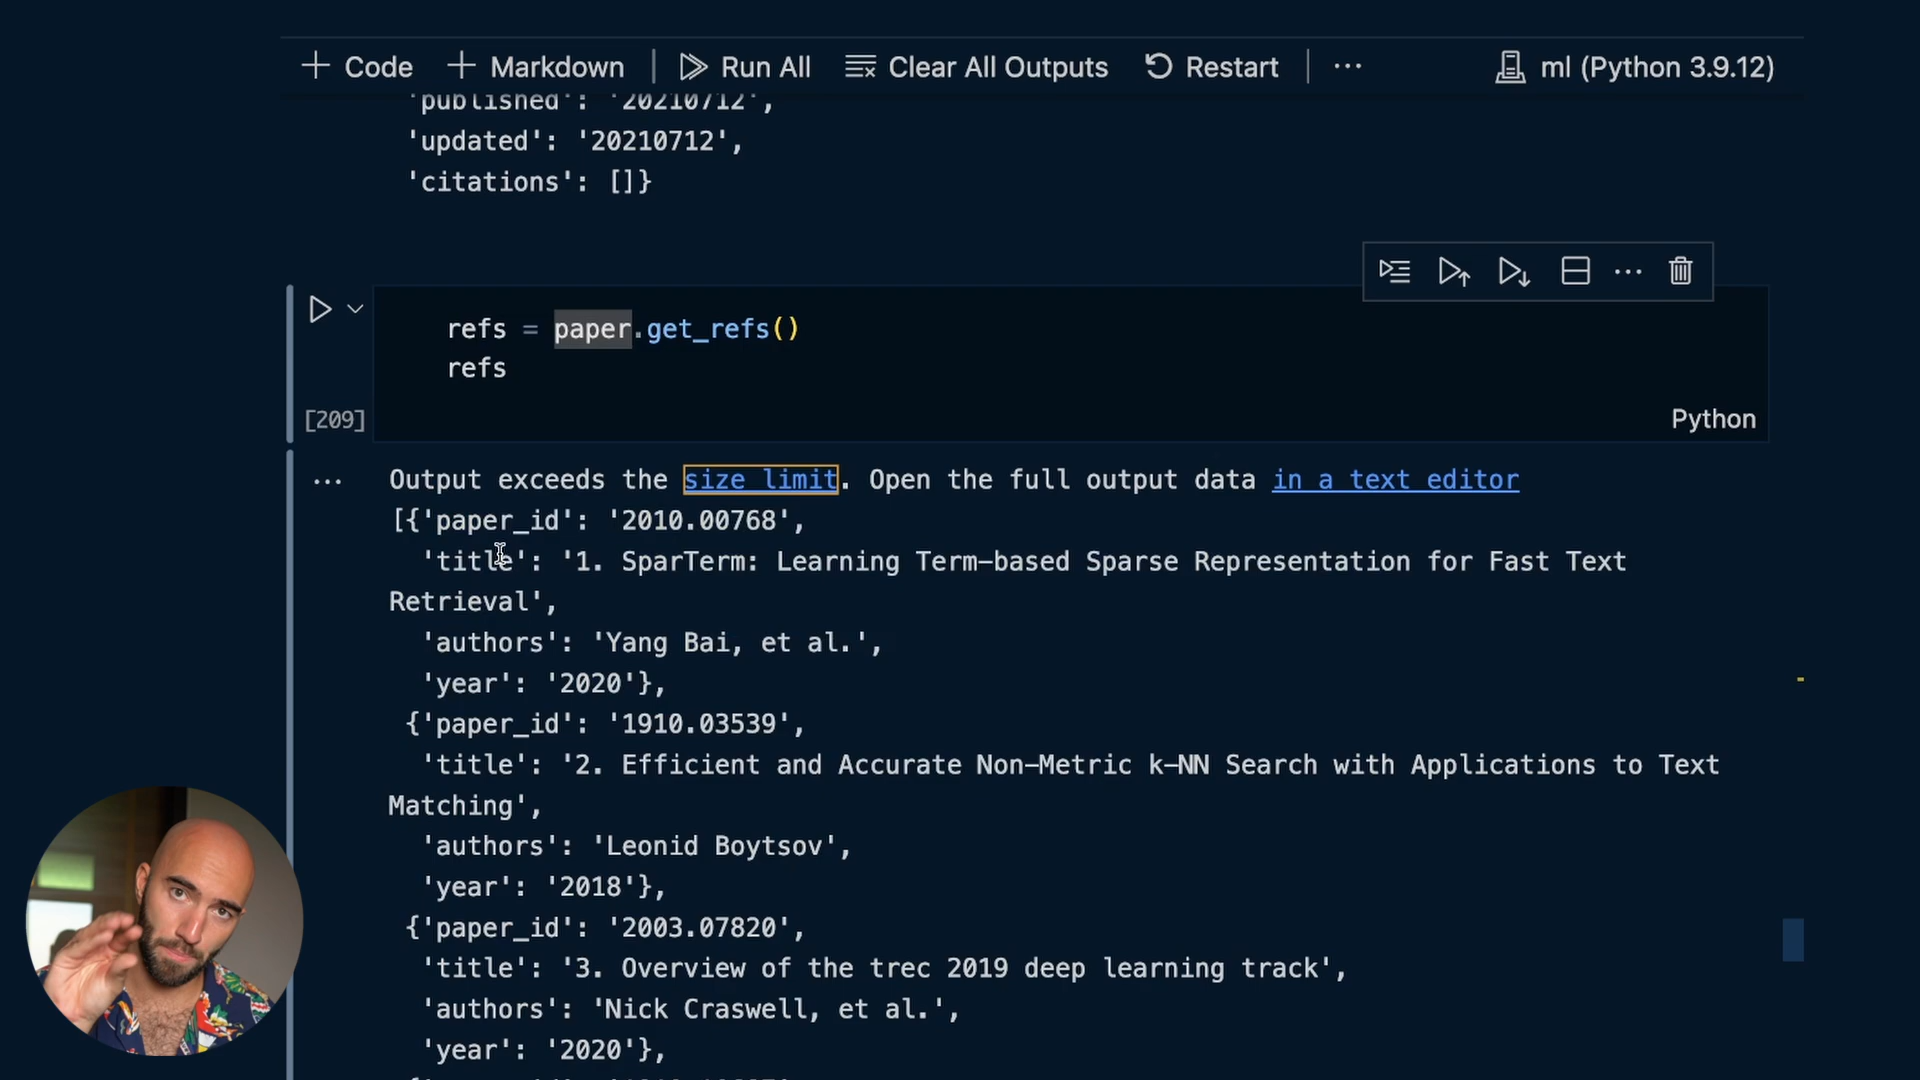 Code Markdown Run All Clear All Outputs Restart ... ml (Python 3.9.12)
'published': '20210712',
'updated': '20210712',
'citations': []}
refs = paper.get_refs()
refs
[209]
Python
... Output exceeds the size limit. Open the full output data in a text editor
[{'paper_id': '2010.00768',
'title': '1. SparTerm: Learning Term-based Sparse Representation for Fast Text
Retrieval',
'authors': 'Yang Bai, et al.',
'year': '2020'},
{'paper_id': '1910.03539',
'title': '2. Efficient and Accurate Non-Metric k-NN Search with Applications to Text
Matching',
'authors': 'Leonid Boytsov',
'year': '2018'},
{'paper_id': '2003.07820',
'title': '3. Overview of the trec 2019 deep learning track',
'authors': 'Nick Craswell, et al.',
'year': '2020'},